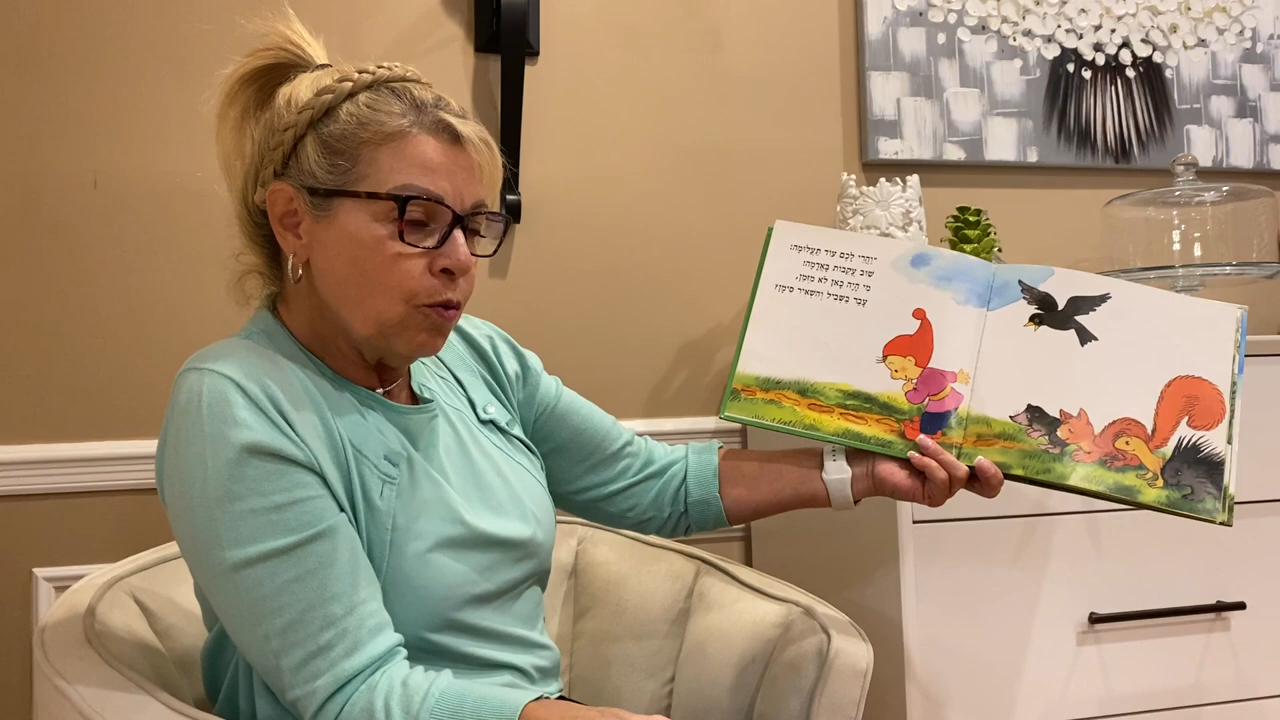 "וַהֲרֵי לָכֶם עוֹד תַּעֲלוּמָה:
שׁוּב עֲקֵבוֹת בָּאֲדָמָה!
מִי הָיָה כָּאן לֹא מִזְּמַן,
עָבַר בַּשְּׁבִיל וְהִשְׁאִיר סִימָן?